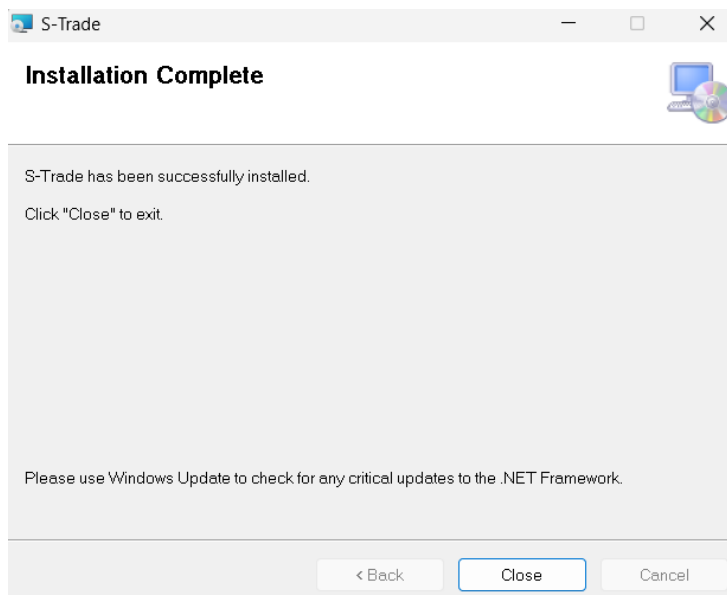 S-Trade
Installation Complete
S-Trade has been successfully installed.
Click "Close" to exit.
Please use Windows Update to check for any critical updates to the .NET Framework.
< Back
Close
Cancel